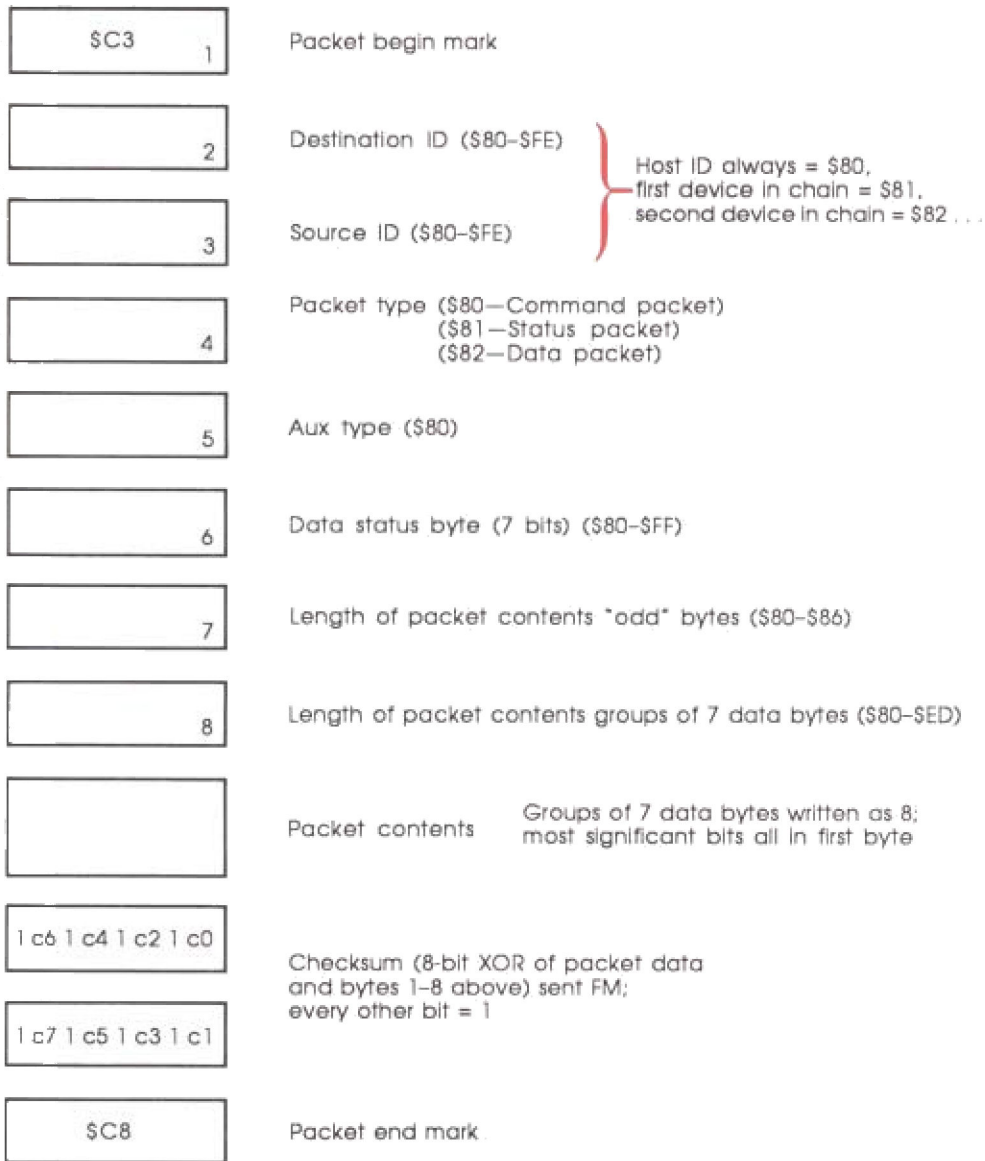 $C3
1
Packet begin mark
2
Destination ID ($80–$FE)
3
Source ID ($80–$FE)
Host ID always = $80,
first device in chain = $81,
second device in chain = $82 . . .
4
Packet type ($80—Command packet)
($81—Status packet)
($82—Data packet)
5
Aux type ($80)
6
Data status byte (7 bits) ($80–$FF)
7
Length of packet contents "odd" bytes ($80–$86)
8
Length of packet contents groups of 7 data bytes ($80–$ED)
Packet contents
Groups of 7 data bytes written as 8;
most significant bits all in first byte
1 c6 1 c4 1 c2 1 c0
1 c7 1 c5 1 c3 1 c1
Checksum (8-bit XOR of packet data
and bytes 1–8 above) sent FM;
every other bit = 1
$C8
Packet end mark